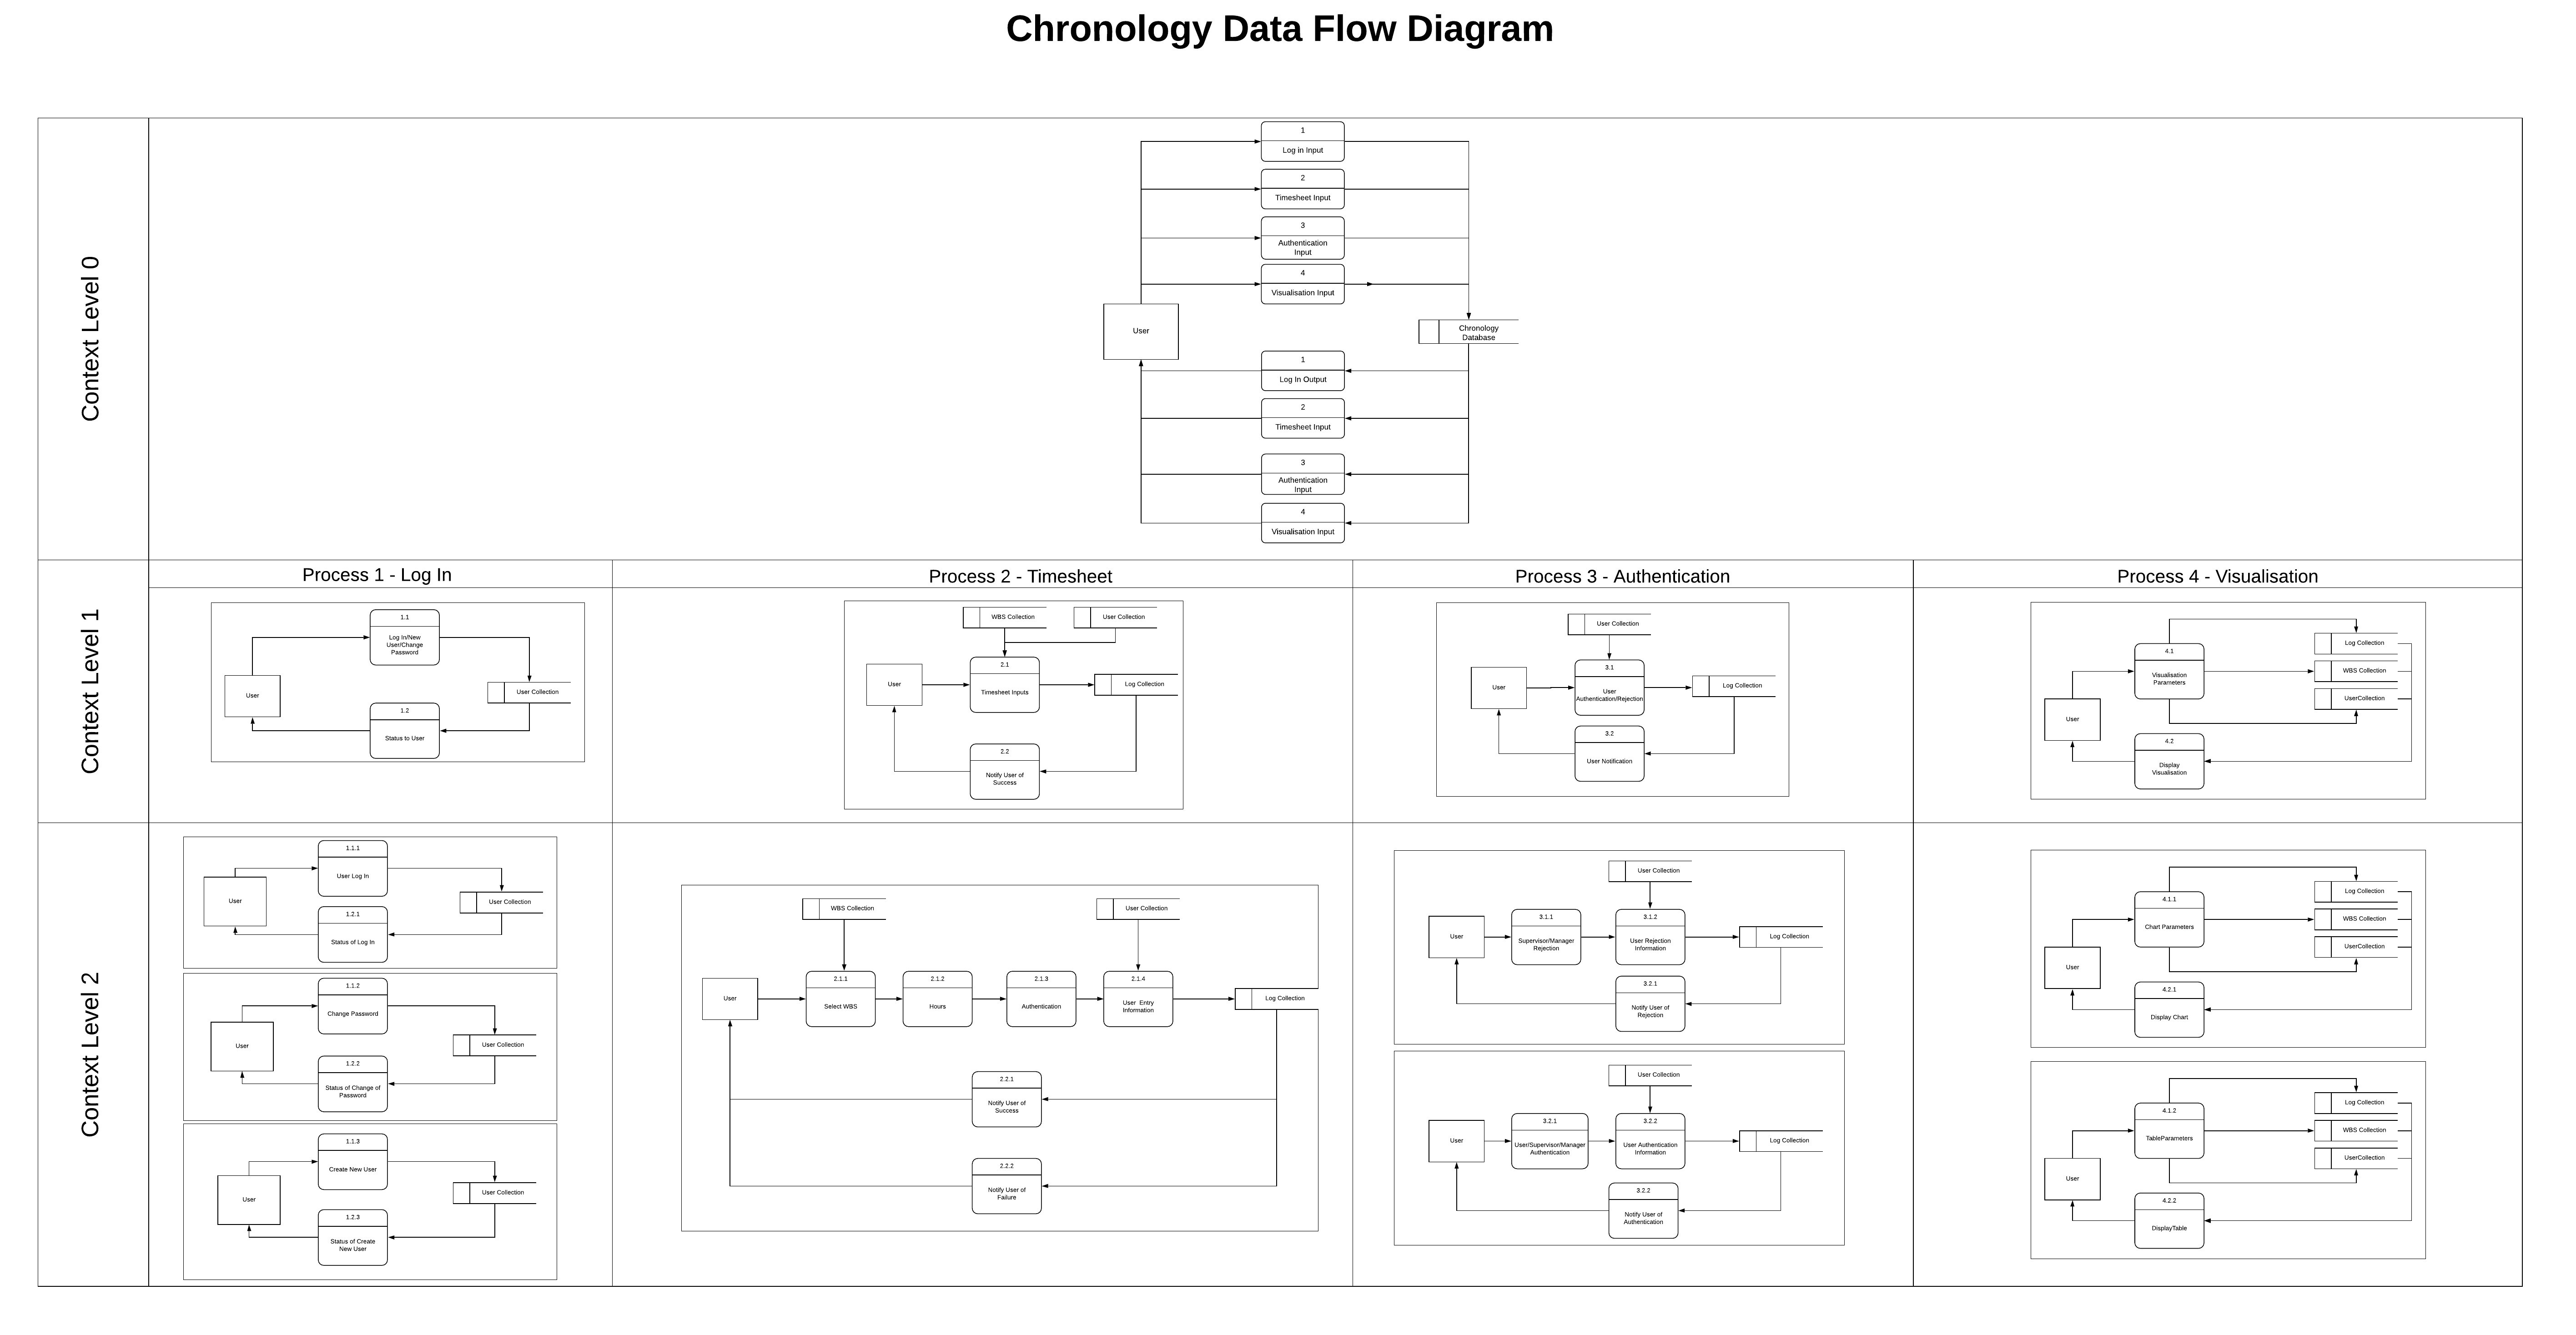 Chronology Data Flow Diagram
Context Level 0
1
Log in Input
2
Timesheet Input
3
Authentication
Input
4
Visualisation Input
User
Chronology
Database
1
Log In Output
2
Timesheet Input
3
Authentication
Input
4
Visualisation Input
Context Level 1
Process 1 - Log In
1.1
Log In/New
User/Change
Password
User
User Collection
1.2
Status to User
Process 2 - Timesheet
WBS Collection
User Collection
2.1
Timesheet Inputs
User
Log Collection
2.2
Notify User of
Success
Process 3 - Authentication
User Collection
3.1
User
Authentication/Rejection
User
Log Collection
3.2
User Notification
Process 4 - Visualisation
Log Collection
4.1
Visualisation
Parameters
WBS Collection
UserCollection
User
4.2
Display
Visualisation
Context Level 2
1.1.1
User Log In
User
User Collection
1.2.1
Status of Log In
1.1.2
Change Password
User
User Collection
1.2.2
Status of Change of
Password
1.1.3
Create New User
User
User Collection
1.2.3
Status of Create
New User
WBS Collection
User Collection
User
2.1.1
Select WBS
2.1.2
Hours
2.1.3
Authentication
2.1.4
User Entry
Information
Log Collection
2.2.1
Notify User of
Success
2.2.2
Notify User of
Failure
User Collection
User
3.1.1
Supervisor/Manager
Rejection
3.1.2
User Rejection
Information
Log Collection
3.2.1
Notify User of
Rejection
User Collection
User
3.2.1
User/Supervisor/Manager
Authentication
3.2.2
User Authentication
Information
Log Collection
3.2.2
Notify User of
Authentication
Log Collection
4.1.1
Chart Parameters
WBS Collection
UserCollection
User
4.2.1
Display Chart
Log Collection
4.1.2
TableParameters
WBS Collection
UserCollection
User
4.2.2
DisplayTable